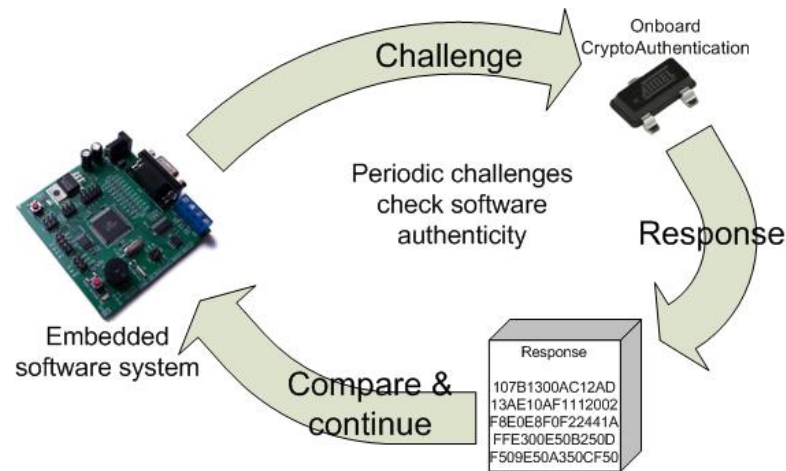 Challenge
Onboard
CryptoAuthentication
Periodic challenges
check software
authenticity
Response
Embedded
software system
Compare &
continue
Response
107B1300AC12AD
13AE10AF1112002
F8E0E8F0F22441A
FFE300E50B250D
F509E50A350CF50